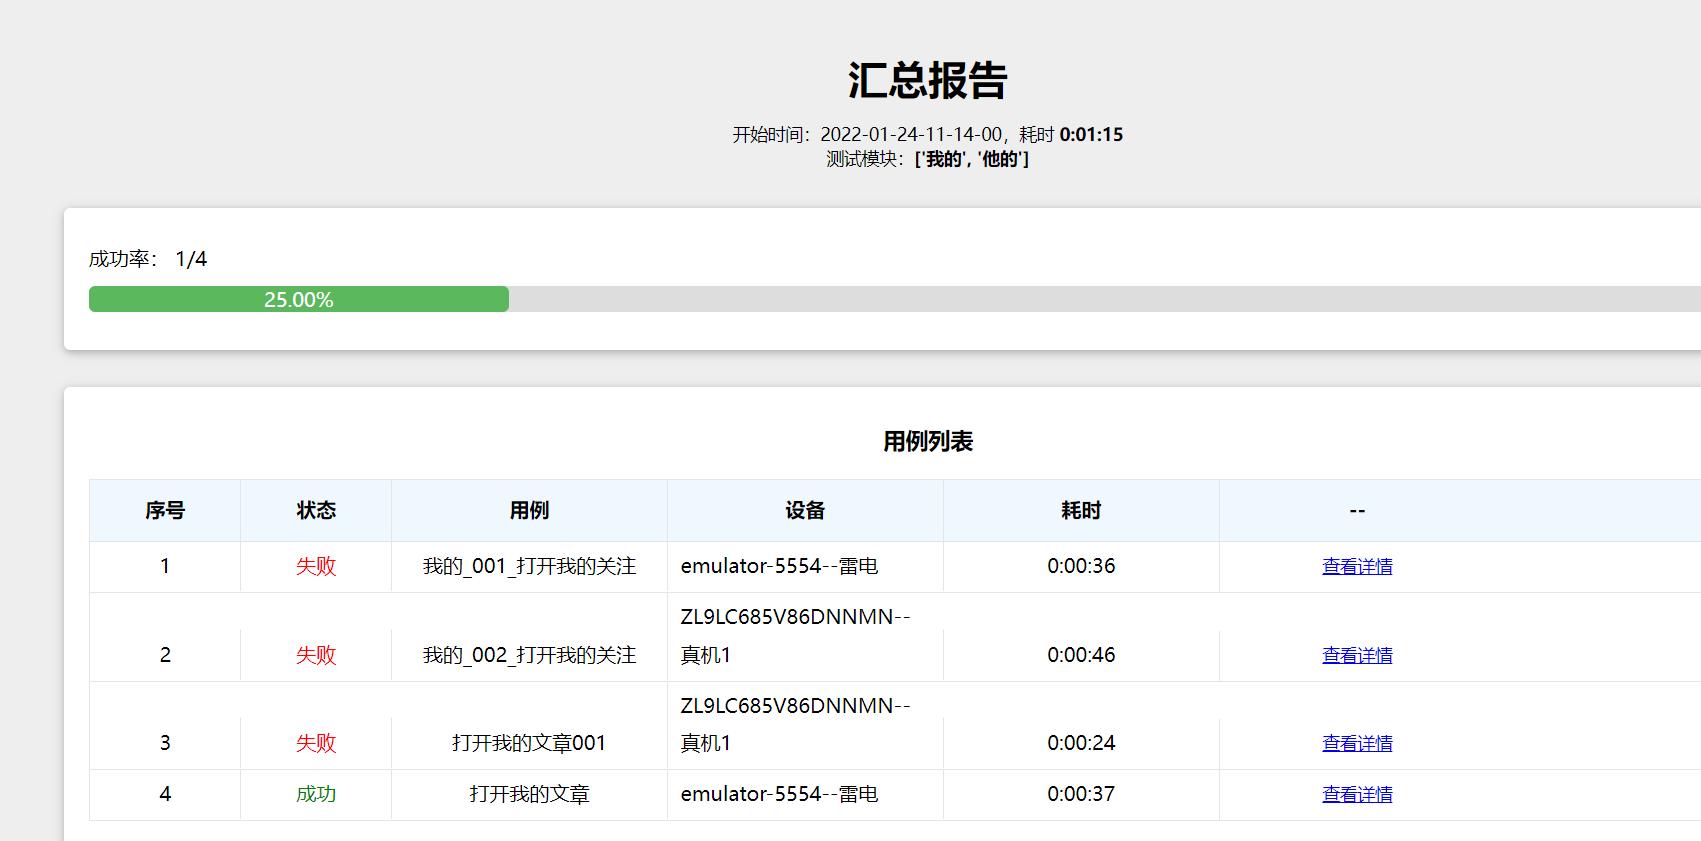 汇总报告
开始时间：2022-01-24-11-14-00，耗时 0:01:15
测试模块：['我的', '他的']
成功率： 1/4
25.00%
用例列表
序号 状态 用例 设备 耗时 --
1 失败 我的_001_打开我的关注 emulator-5554--雷电 0:00:36 查看详情
ZL9LC685V86DNNMN--
2 失败 我的_002_打开我的关注 真机1 0:00:46 查看详情
ZL9LC685V86DNNMN--
3 失败 打开我的文章001 真机1 0:00:24 查看详情
4 成功 打开我的文章 emulator-5554--雷电 0:00:37 查看详情